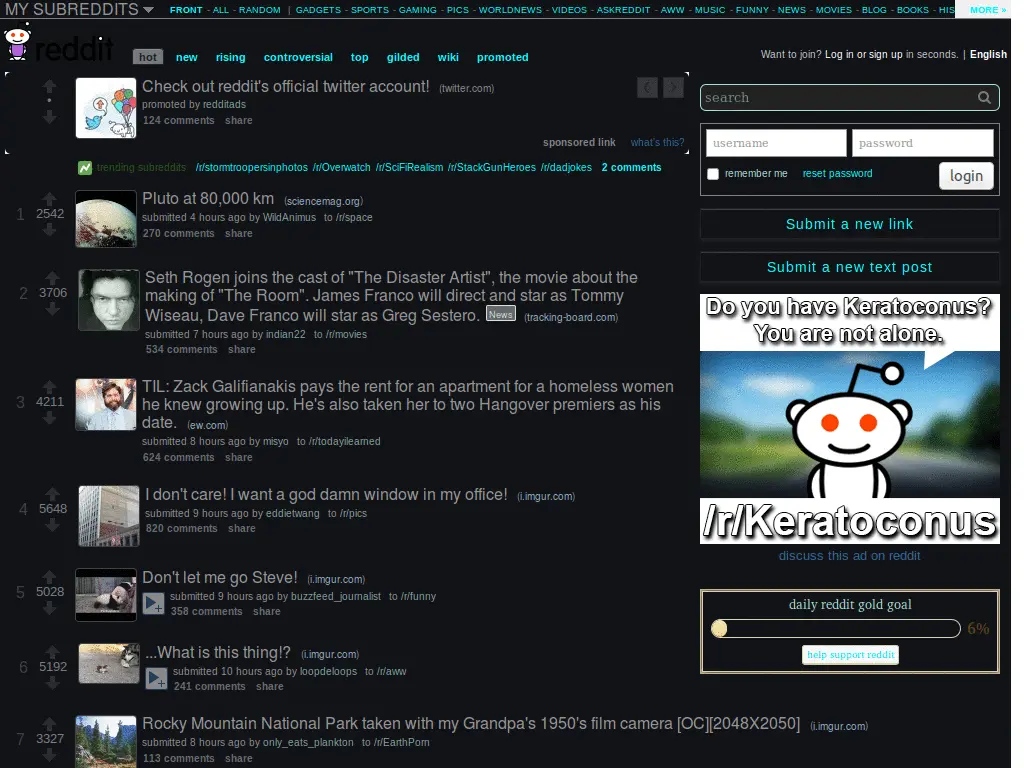 MY SUBREDDITS FRONT - ALL - RANDOM | GADGETS - SPORTS - GAMING - PICS - WORLDNEWS - VIDEOS - ASKREDDIT - AWW - MUSIC - FUNNY - NEWS - MOVIES - BLOG - BOOKS - HIS MORE »
reddit hot new rising controversial top gilded wiki promoted
Want to join? Log in or sign up in seconds. | English
Check out reddit's official twitter account! (twitter.com)
promoted by redditads
124 comments share
sponsored link what's this?
trending subreddits /r/stormtroopersinphotos /r/Overwatch /r/SciFiRealism /r/StackGunHeroes /r/dadjokes 2 comments
1 2542
Pluto at 80,000 km (sciencemag.org)
submitted 4 hours ago by WildAnimus to /r/space
270 comments share
2 3706
Seth Rogen joins the cast of "The Disaster Artist", the movie about the
making of "The Room". James Franco will direct and star as Tommy
Wiseau, Dave Franco will star as Greg Sestero. News (tracking-board.com)
submitted 7 hours ago by indian22 to /r/movies
534 comments share
3 4211
TIL: Zack Galifianakis pays the rent for an apartment for a homeless women
he knew growing up. He's also taken her to two Hangover premiers as his
date. (ew.com)
submitted 8 hours ago by misyo to /r/todayilearned
624 comments share
4 5648
I don't care! I want a god damn window in my office! (i.imgur.com)
submitted 9 hours ago by eddietwang to /r/pics
820 comments share
5 5028
Don't let me go Steve! (i.imgur.com)
submitted 9 hours ago by buzzfeed_journalist to /r/funny
358 comments share
6 5192
...What is this thing!? (i.imgur.com)
submitted 10 hours ago by loopdeloops to /r/aww
241 comments share
7 3327
Rocky Mountain National Park taken with my Grandpa's 1950's film camera [OC][2048X2050] (i.imgur.com)
submitted 8 hours ago by only_eats_plankton to /r/EarthPorn
113 comments share
search
username password
remember me reset password login
Submit a new link
Submit a new text post
Do you have Keratoconus?
You are not alone.
/r/Keratoconus
discuss this ad on reddit
daily reddit gold goal
6%
help support reddit